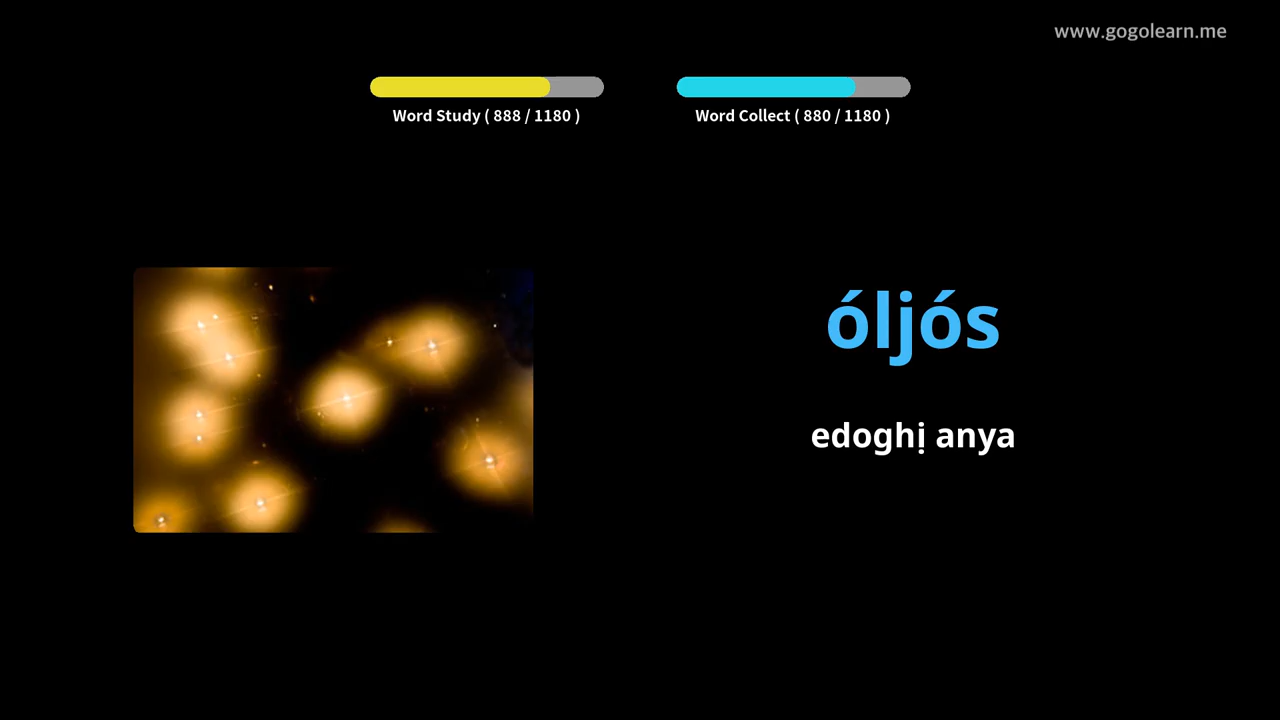 www.gogolearn.me
Word Study ( 888 / 1180 )
Word Collect ( 880 / 1180 )
óljós
edoghị anya